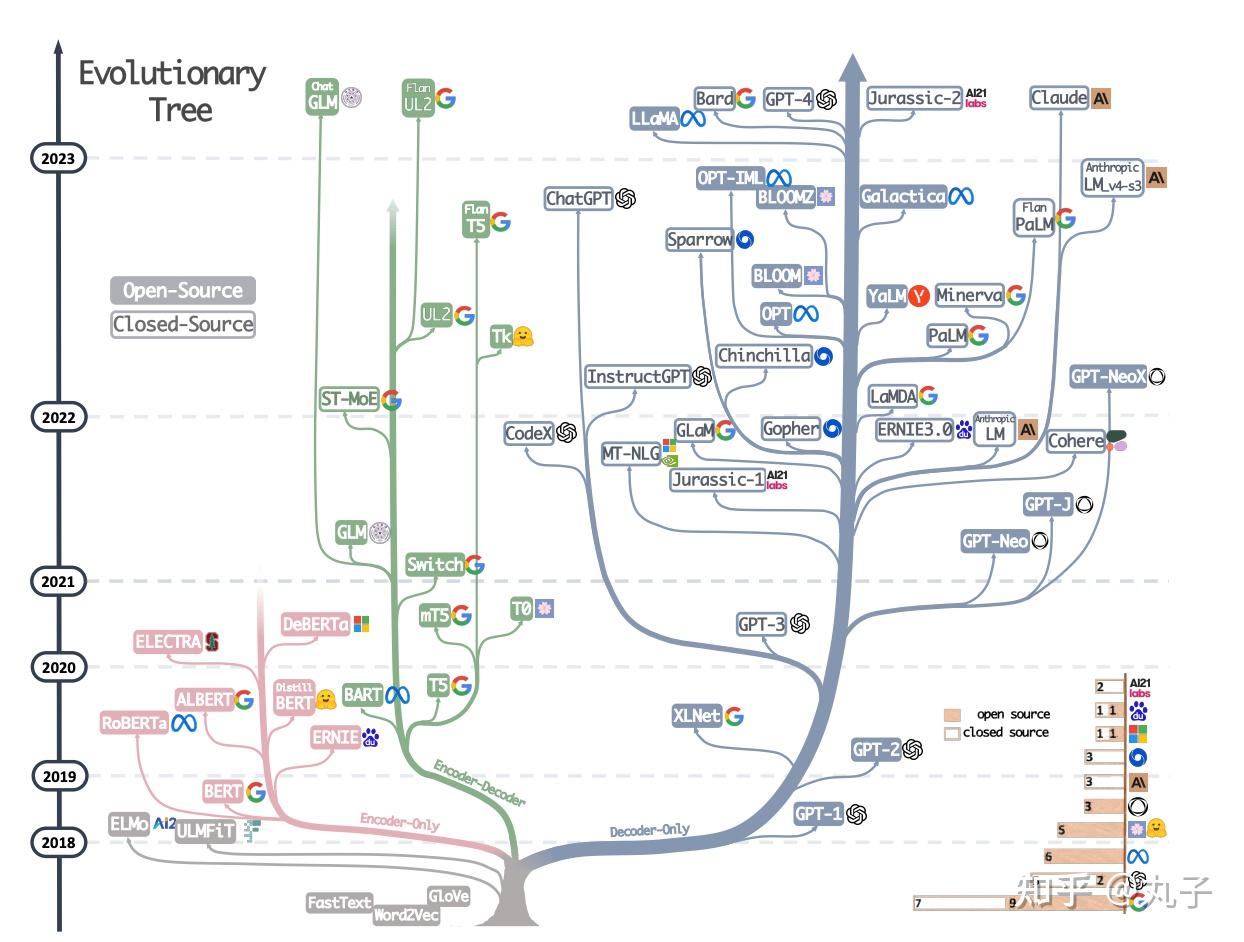 Evolutionary
Tree
Chat
GLM
Flan
UL2
LLaMA
Bard
GPT-4
Jurassic-2
AI21
labs
Claude
A\
2023
OPT-IML
BLOOMZ
Galactica
Anthropic
LM_v4-s3
A\
ChatGPT
Flan
T5
Flan
PaLM
Sparrow
BLOOM
Open-Source
Closed-Source
UL2
OPT
YaLM
Y
Minerva
Tk
PaLM
Chinchilla
InstructGPT
GPT-NeoX
ST-MoE
LaMDA
2022
CodeX
GLaM
Gopher
ERNIE3.0
du
Anthropic
LM
A\
Cohere
MT-NLG
Jurassic-1
AI21
labs
GPT-J
GLM
GPT-Neo
Switch
2021
mT5
T0
DeBERTa
GPT-3
ELECTRA
S
2020
ALBERT
Distill
BERT
BART
T5
RoBERTa
ERNIE
du
XLNet
GPT-2
2019
Encoder-Decoder
BERT
GPT-1
ELMo
AI2
ULMFiT
Encoder-Only
Decoder-Only
2018
FastText
GloVe
Word2Vec
open source
closed source
2
AI21
labs
1 1
du
1 1
3
3
A\
3
5
6
2
7
9
知乎 @丸子